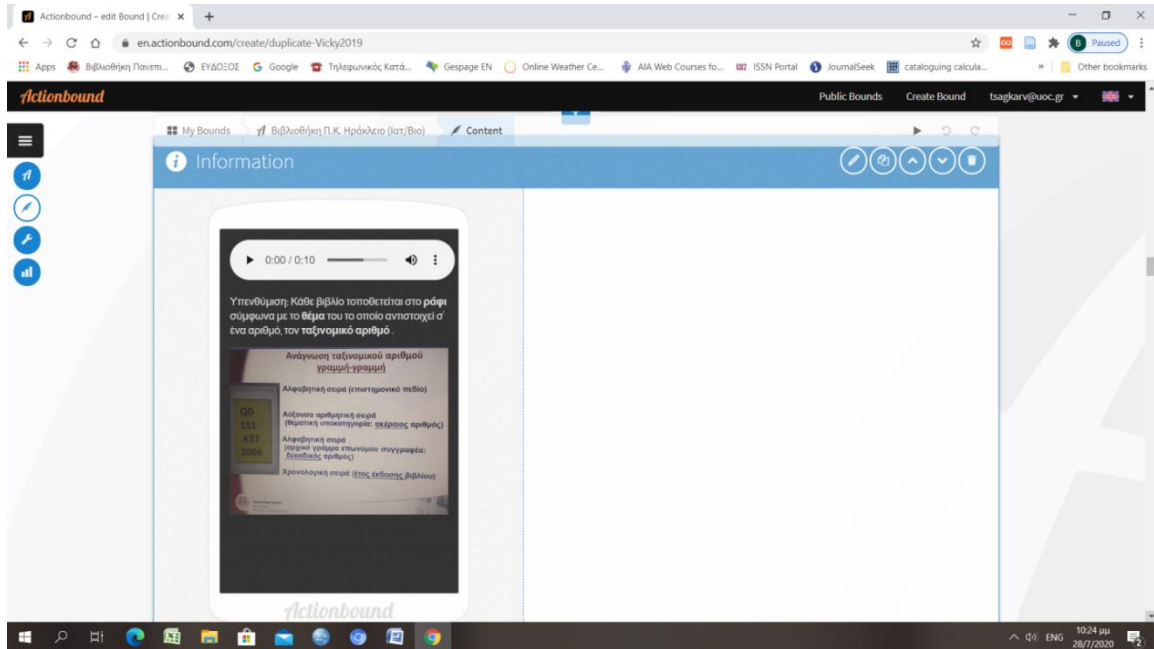 Actionbound – edit Bound | Crea
en.actionbound.com/create/duplicate-Vicky2019
Paused
Apps Βιβλιοθήκη Πανεπι... ΕΥΔΟΞΟΣ Google Τηλεφωνικός Κατά... Gespage EN Online Weather Ce... AIA Web Courses fo... ISSN Portal JournalSeek cataloguing calcula... » Other bookmarks
Actionbound Public Bounds Create Bound tsagkarv@uoc.gr
My Bounds Βιβλιοθήκη Π.Κ. Ηράκλειο (Ιατ/Βιο) Content
Information
0:00 / 0:10
Υπενθύμιση: Κάθε βιβλίο τοποθετείται στο ράφι
σύμφωνα με το θέμα του το οποίο αντιστοιχεί σ'
ένα αριθμό, τον ταξινομικό αριθμό .
Ανάγνωση ταξινομικού αριθμού
γραμμή-γραμμή
Αλφαβητική σειρά (επιστημονικό πεδίο)
QD
151
.K37
2006
Αύξουσα αριθμητική σειρά
(θεματική υποκατηγορία: ακέραιος αριθμός)
Αλφαβητική σειρά
(αρχικό γράμμα επωνύμου συγγραφέα:
δεκαδικός αριθμός)
Χρονολογική σειρά (έτος έκδοσης βιβλίου)
Actionbound
ENG
10:24 μμ
28/7/2020
2